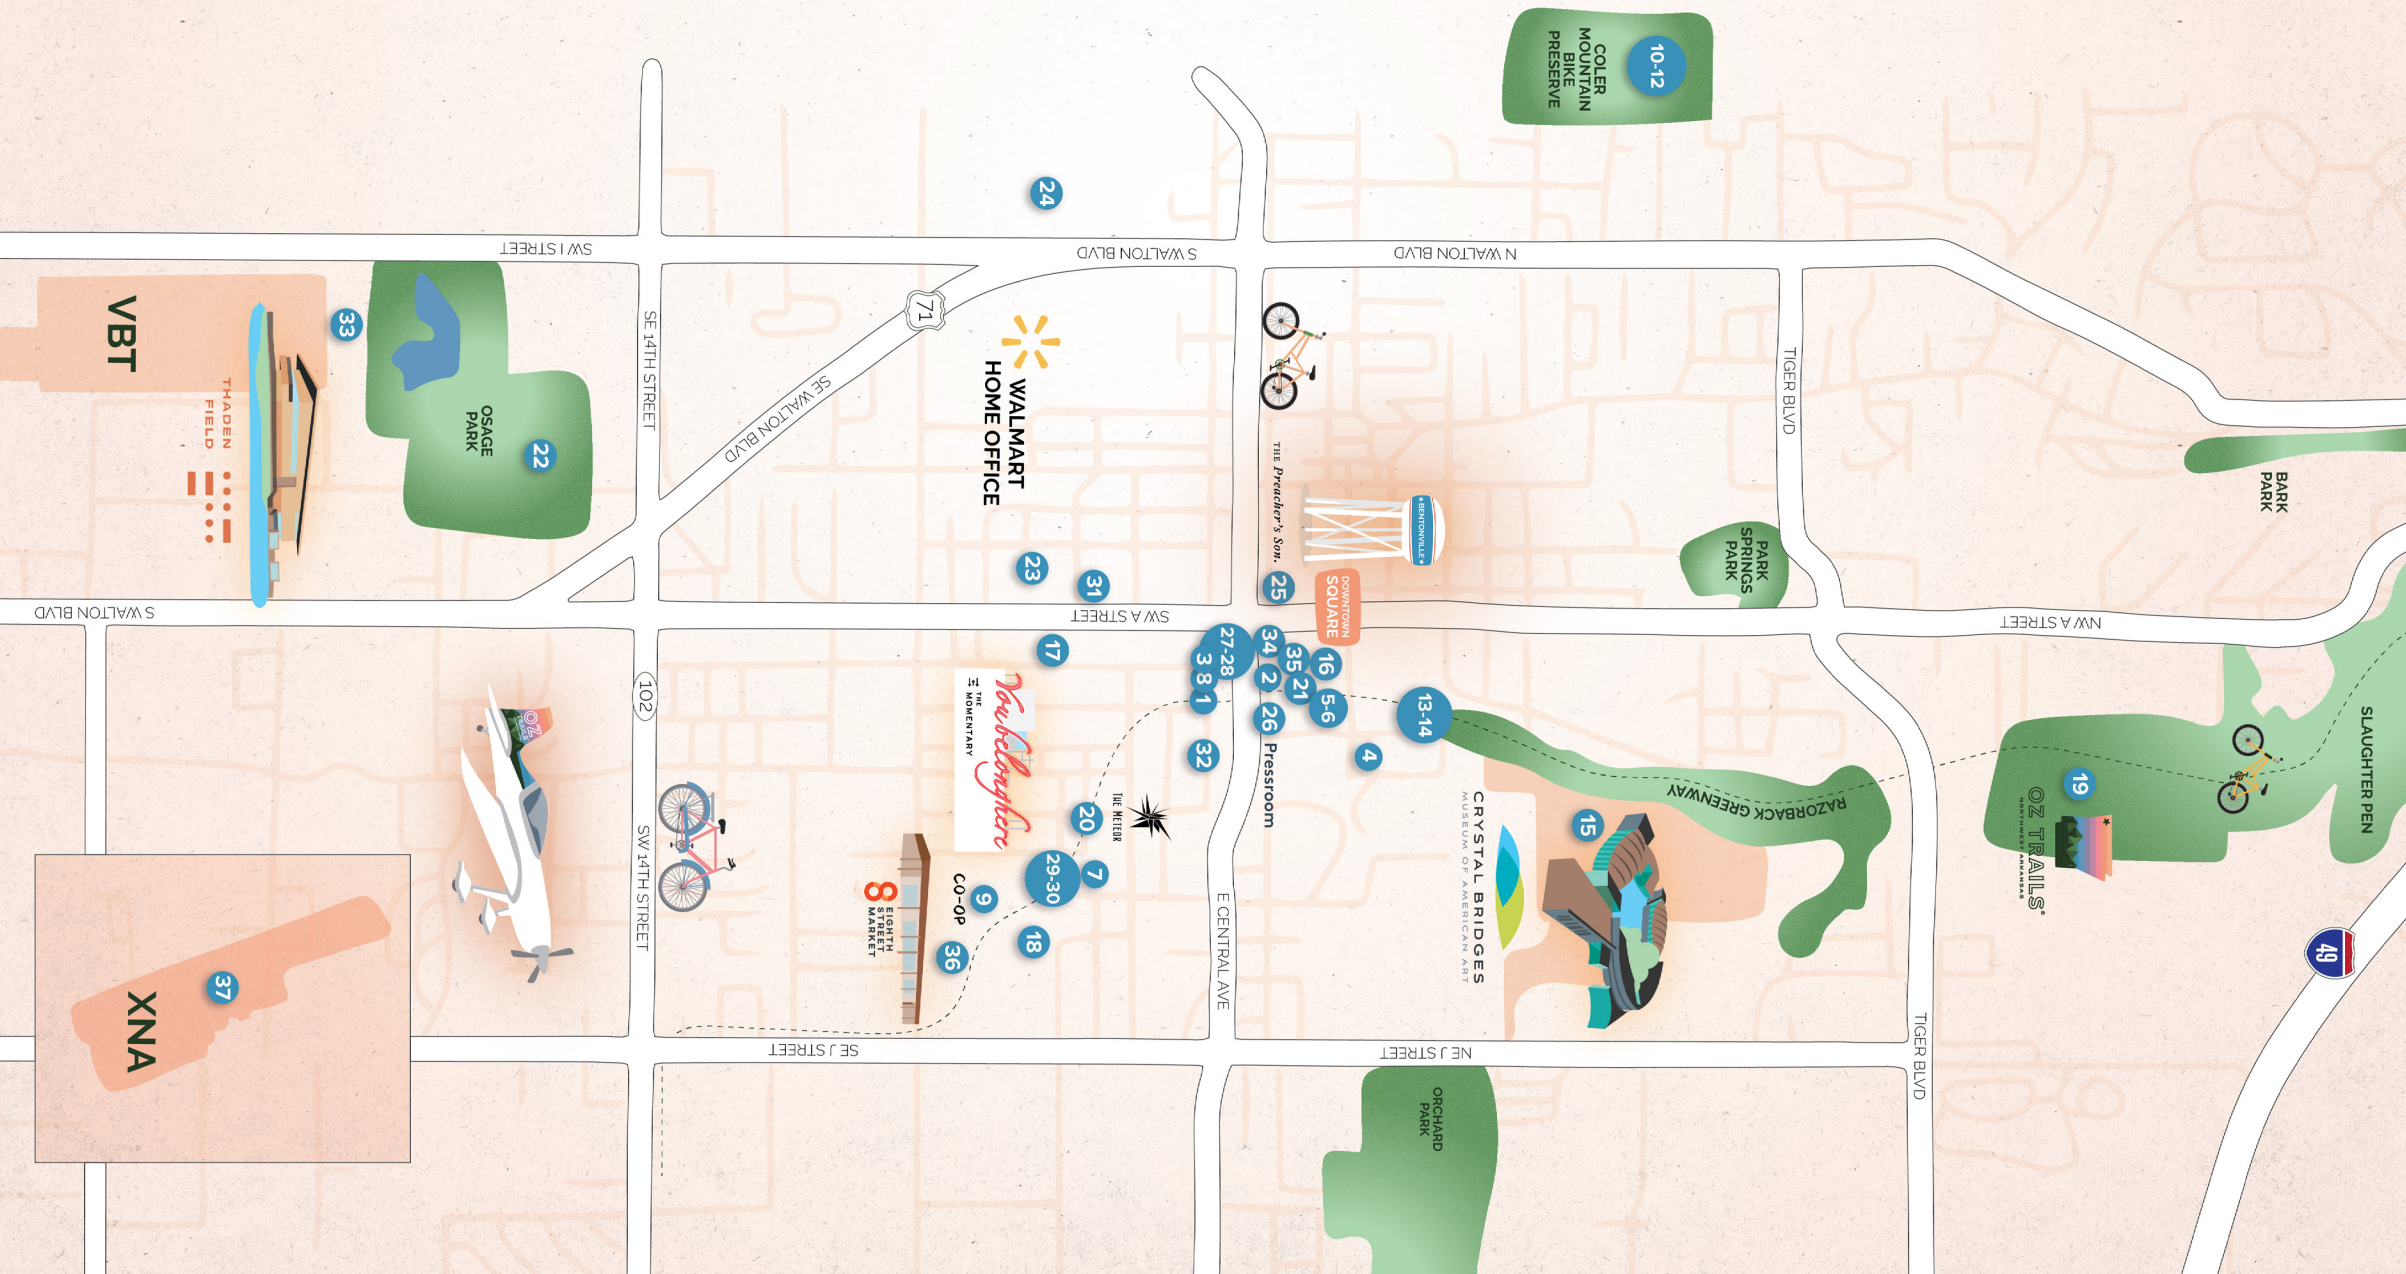 COLER
MOUNTAIN
BIKE
PRESERVE
10-12
24
SW I STREET
S WALTON BLVD
N WALTON BLVD
71
SE 14TH STREET
SE WALTON BLVD
WALMART
HOME OFFICE
THE Preacher's Son.
★BENTONVILLE★
DOWNTOWN
SQUARE
25
TIGER BLVD
PARK
SPRINGS
PARK
BARK
PARK
VBT
33
THADEN
FIELD
OSAGE
PARK
22
23
31
S WALTON BLVD
SW A STREET
NW A STREET
17
27-28
3
8
1
34
35
16
2
21
5-6
26
Pressroom
32
4
13-14
RAZORBACK GREENWAY
SLAUGHTER PEN
19
OZ TRAILS®
NORTHWEST ARKANSAS
49
15
CRYSTAL BRIDGES
MUSEUM OF AMERICAN ART
102
OZ
TRAILS
You belong here
THE
MOMENTARY
THE METEOR
20
29-30
7
9
CO-OP
18
36
8
EIGHTH
STREET
MARKET
SW 14TH STREET
E CENTRAL AVE
37
XNA
SE J STREET
NE J STREET
TIGER BLVD
ORCHARD
PARK